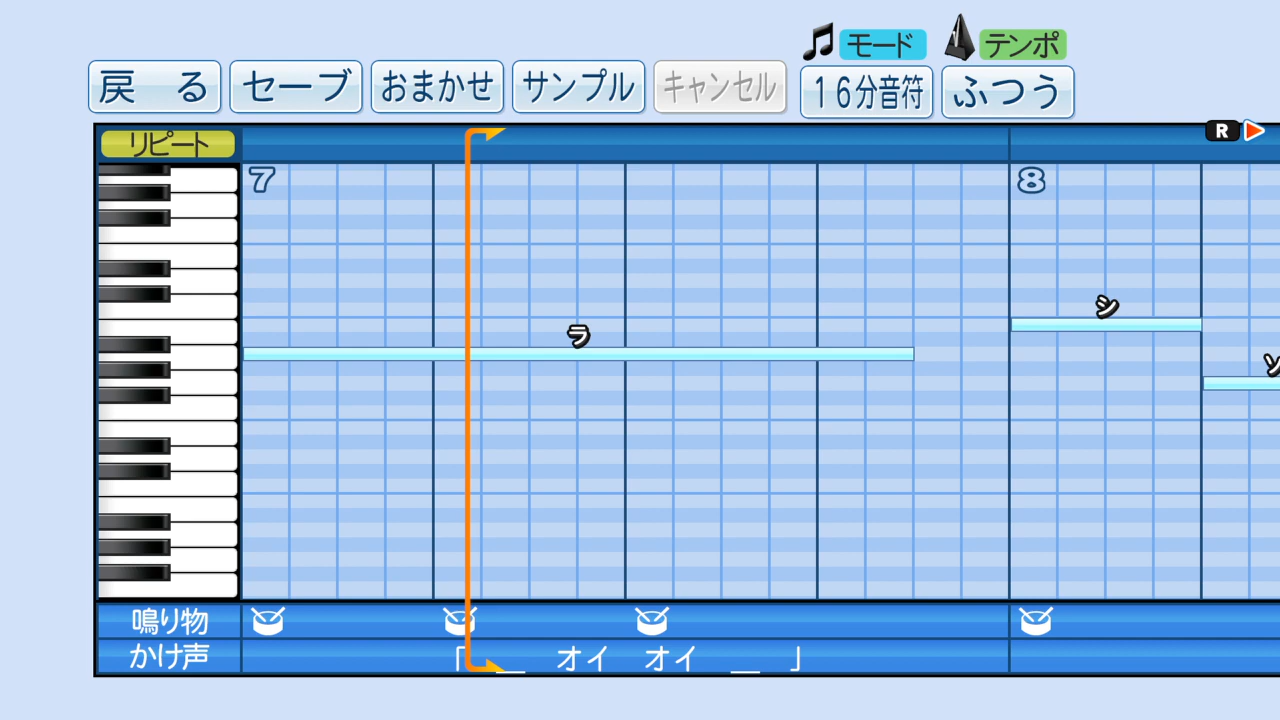 モード テンポ
戻 る セーブ おまかせ サンプル キャンセル 16分音符 ふつう
リピート R
7 8
シ
ラ
ソ
鳴り物
かけ声 「 __ オイ オイ __ 」